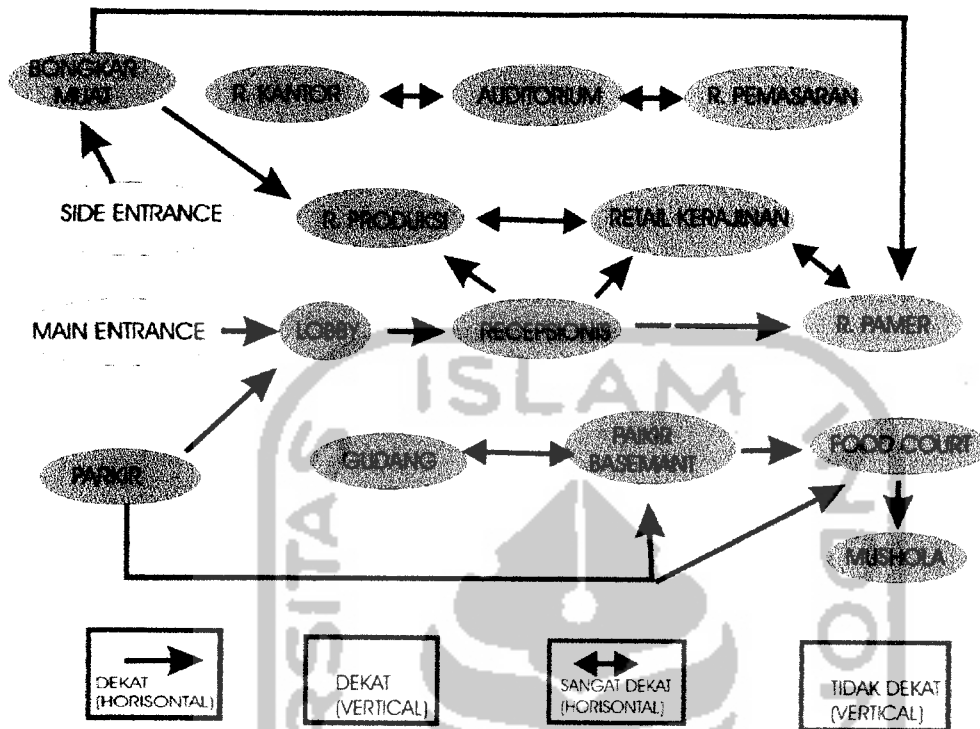 BONGKAR
MUAT
R. KANTOR
AUDITORIUM
R. PEMASARAN
SIDE ENTRANCE
R. PRODUKSI
RETAIL KERAJINAN
MAIN ENTRANCE
LOBBY
RECEPSIONIS
R. PAMER
ISLAM
PARKIR
GUDANG
PAKIR
BASEMANT
FOOD COURT
MUSHOLA
DEKAT
(HORISONTAL)
DEKAT
(VERTICAL)
SANGAT DEKAT
(HORISONTAL)
TIDAK DEKAT
(VERTICAL)